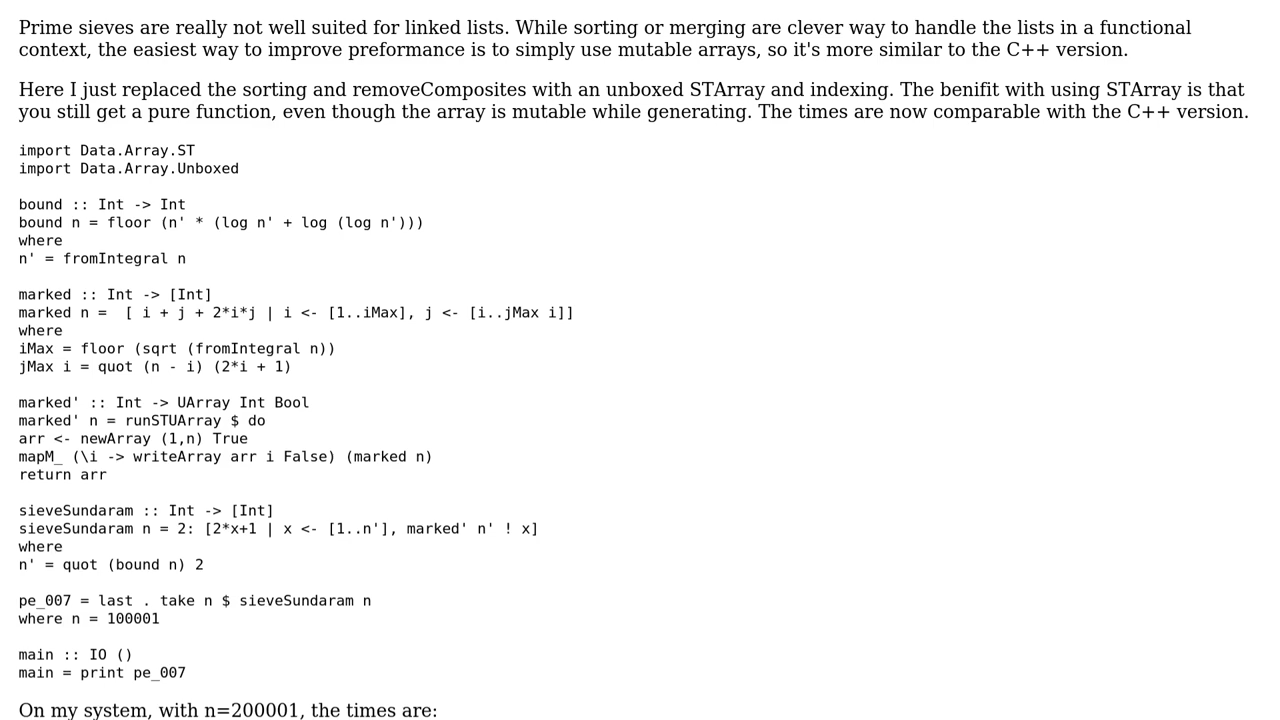 Prime sieves are really not well suited for linked lists. While sorting or merging are clever way to handle the lists in a functional
context, the easiest way to improve preformance is to simply use mutable arrays, so it's more similar to the C++ version.
Here I just replaced the sorting and removeComposites with an unboxed STArray and indexing. The benifit with using STArray is that
you still get a pure function, even though the array is mutable while generating. The times are now comparable with the C++ version.
import Data.Array.ST
import Data.Array.Unboxed
bound :: Int -> Int
bound n = floor (n' * (log n' + log (log n')))
where
n' = fromIntegral n
marked :: Int -> [Int]
marked n =  [ i + j + 2*i*j | i <- [1..iMax], j <- [i..jMax i]]
where
iMax = floor (sqrt (fromIntegral n))
jMax i = quot (n - i) (2*i + 1)
marked' :: Int -> UArray Int Bool
marked' n = runSTUArray $ do
arr <- newArray (1,n) True
mapM_ (\i -> writeArray arr i False) (marked n)
return arr
sieveSundaram :: Int -> [Int]
sieveSundaram n = 2: [2*x+1 | x <- [1..n'], marked' n' ! x]
where
n' = quot (bound n) 2
pe_007 = last . take n $ sieveSundaram n
where n = 100001
main :: IO ()
main = print pe_007
On my system, with n=200001, the times are: